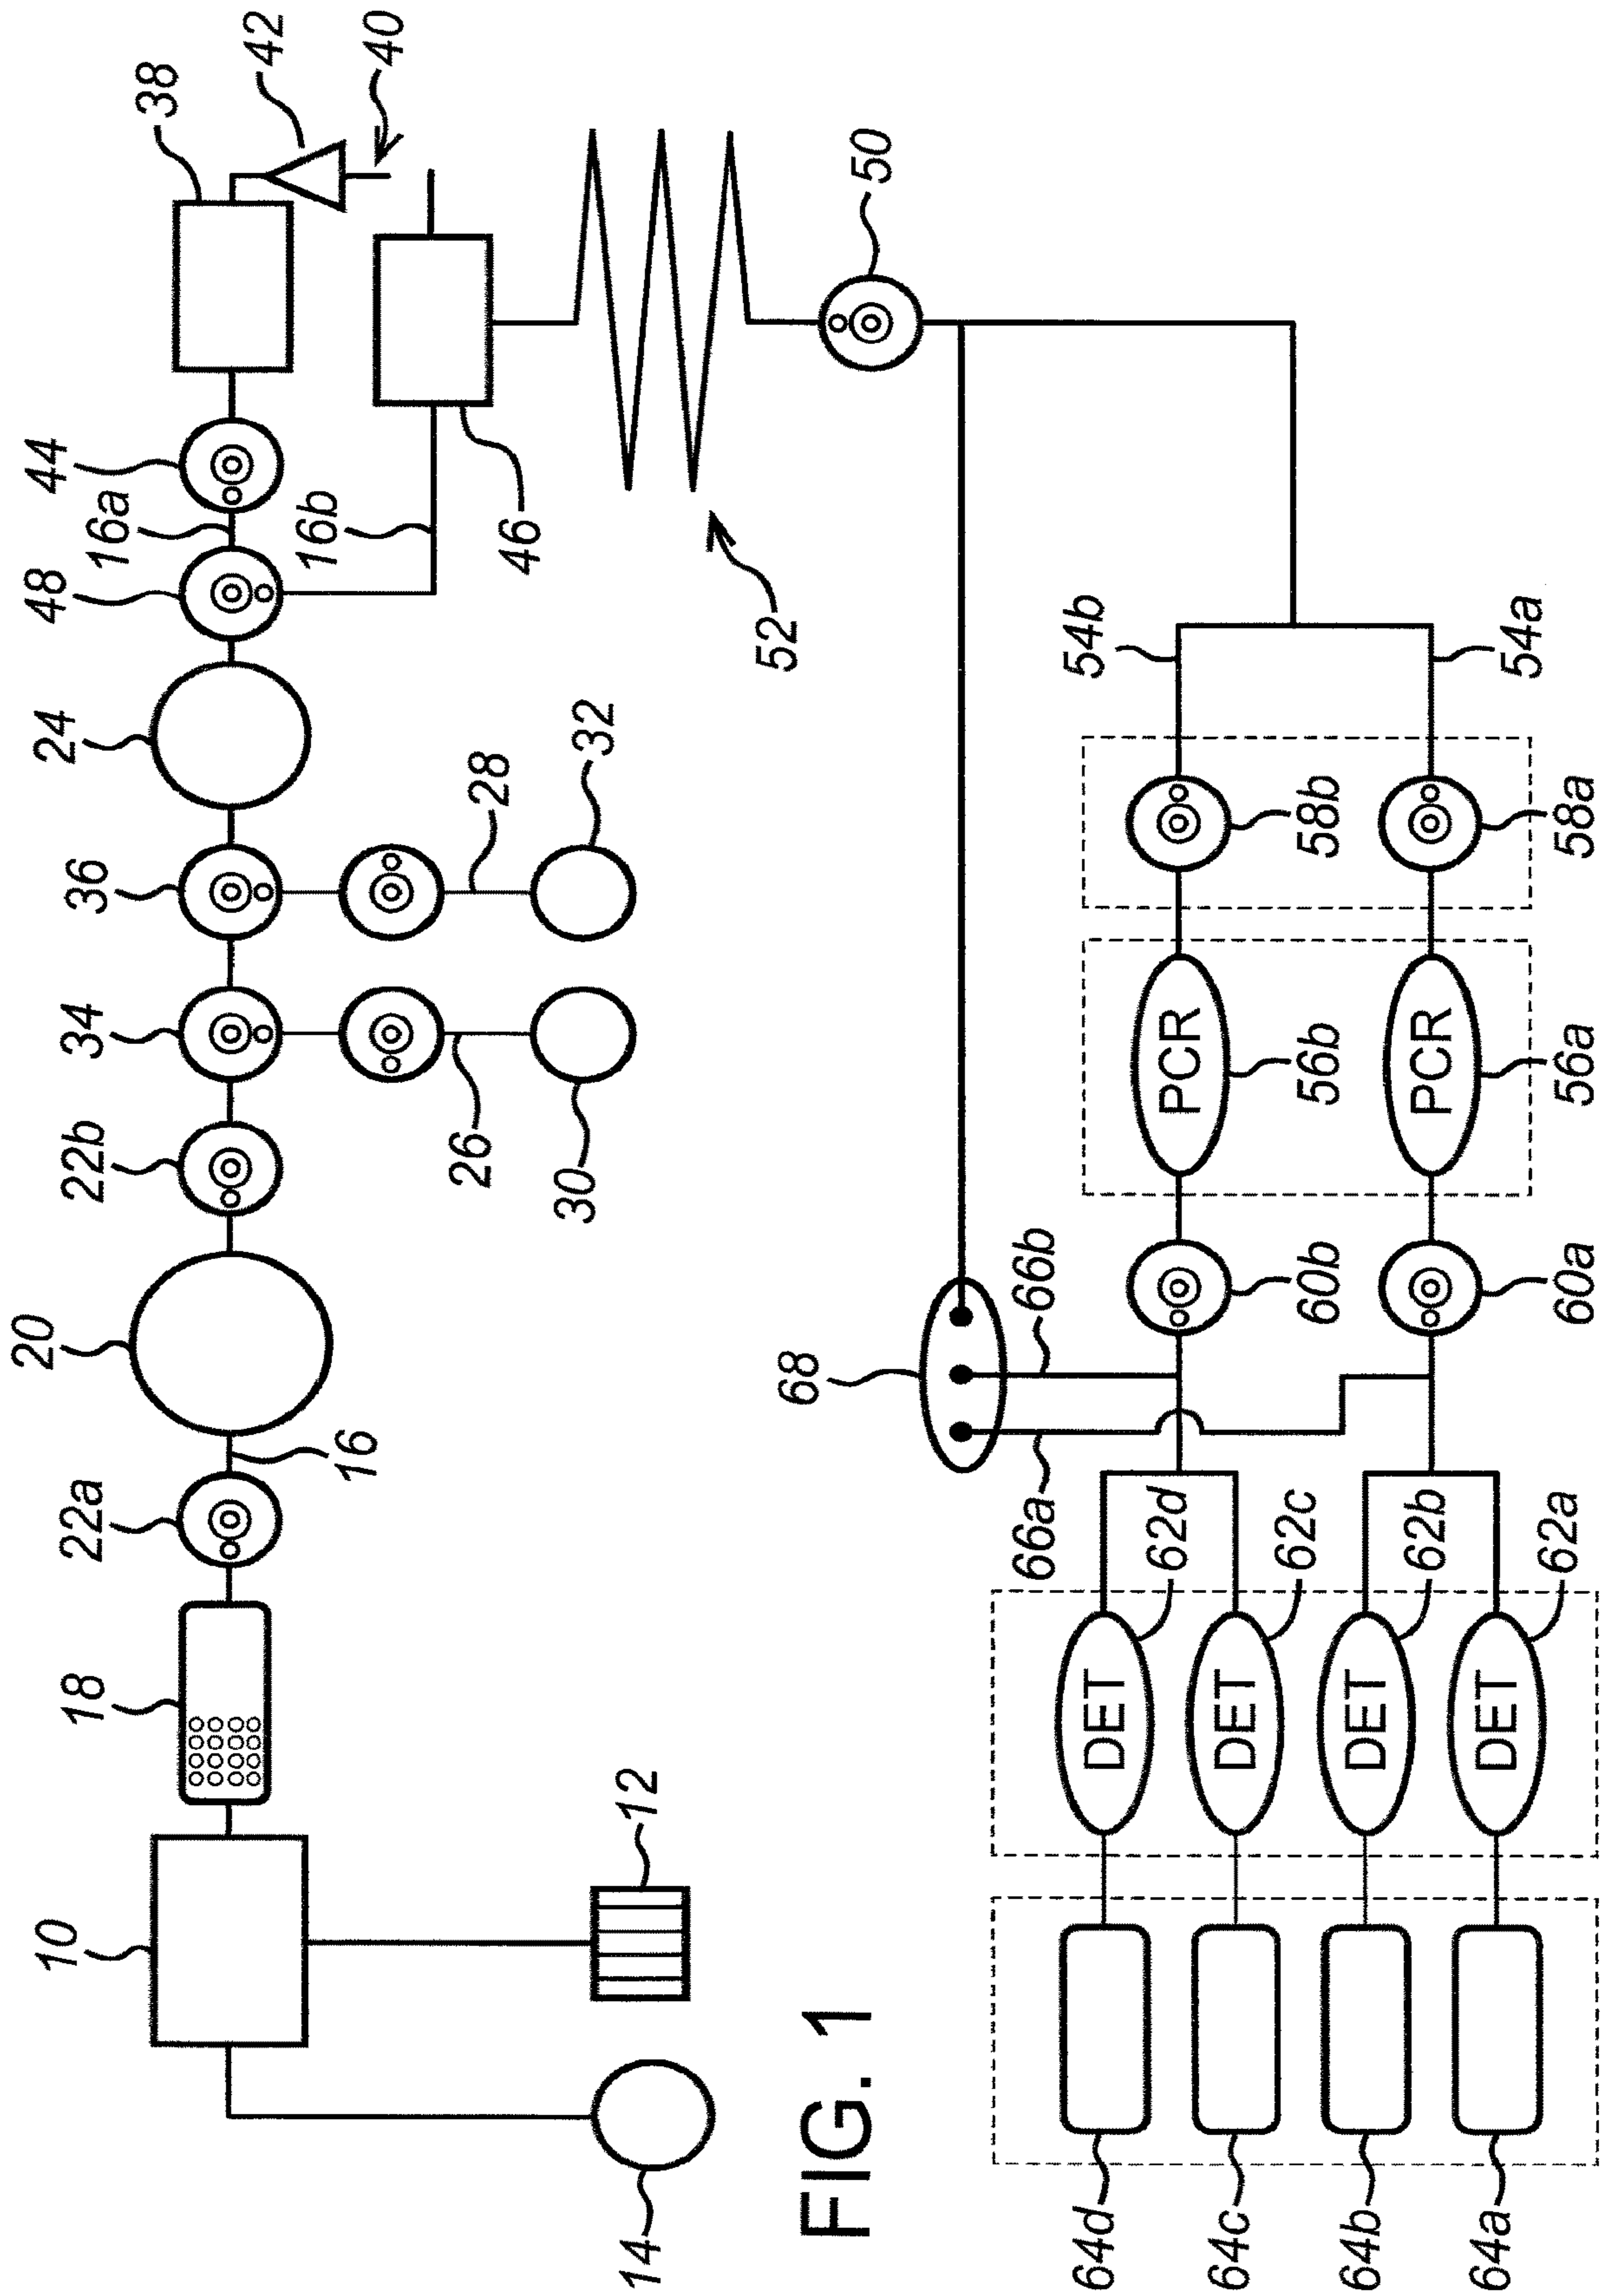 10
12
14
18
22a
16
20
22b
34
36
26
28
30
32
24
48
16a
44
16b
38
42
40
46
52
50
54b
54a
58b
58a
PCR
PCR
56b
56a
60b
60a
68
66b
66a
DET
DET
DET
DET
62d
62c
62b
62a
64d
64c
64b
64a
FIG. 1